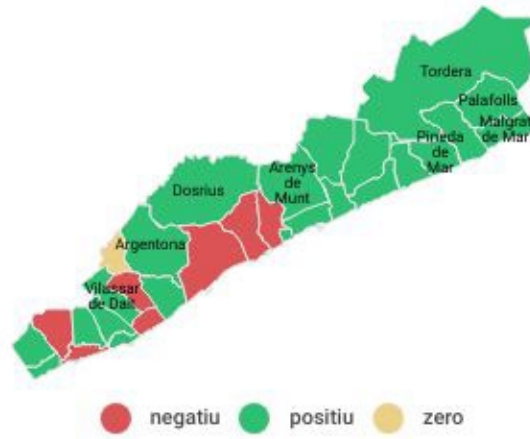 Tordera
Palafolls
Malgrat
de Mar
Pineda
de
Mar
Arenys
de
Munt
Dosrius
Argentona
Vilassar
de Dalt
negatiu
positiu
zero